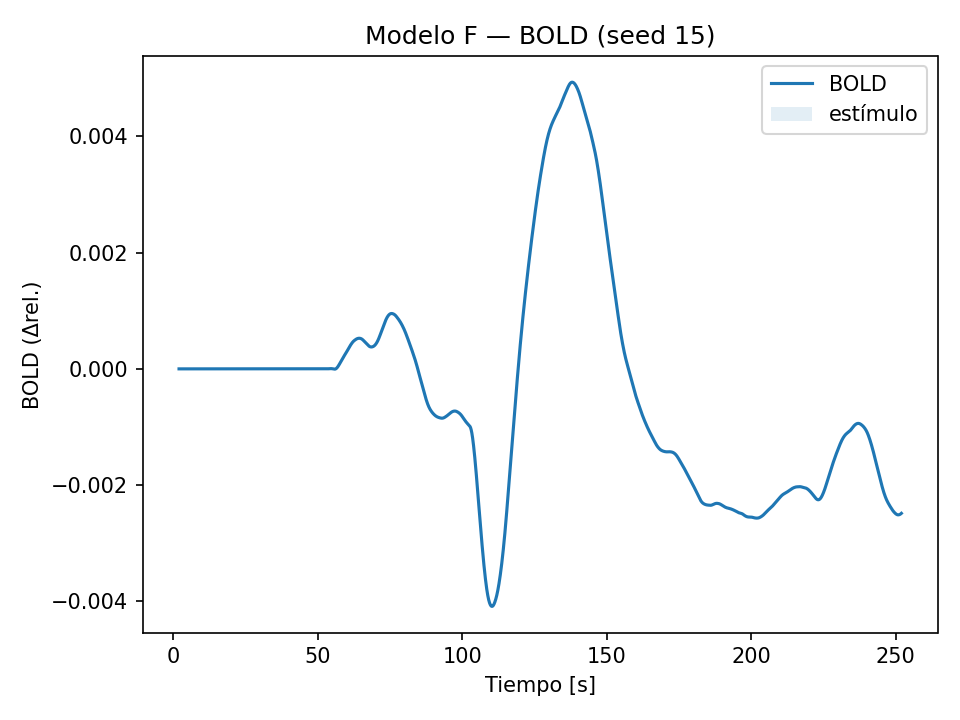 Modelo F — BOLD (seed 15)
BOLD
estímulo
BOLD (Δrel.)
0.004
0.002
0.000
−0.002
−0.004
0
50
100
150
200
250
Tiempo [s]